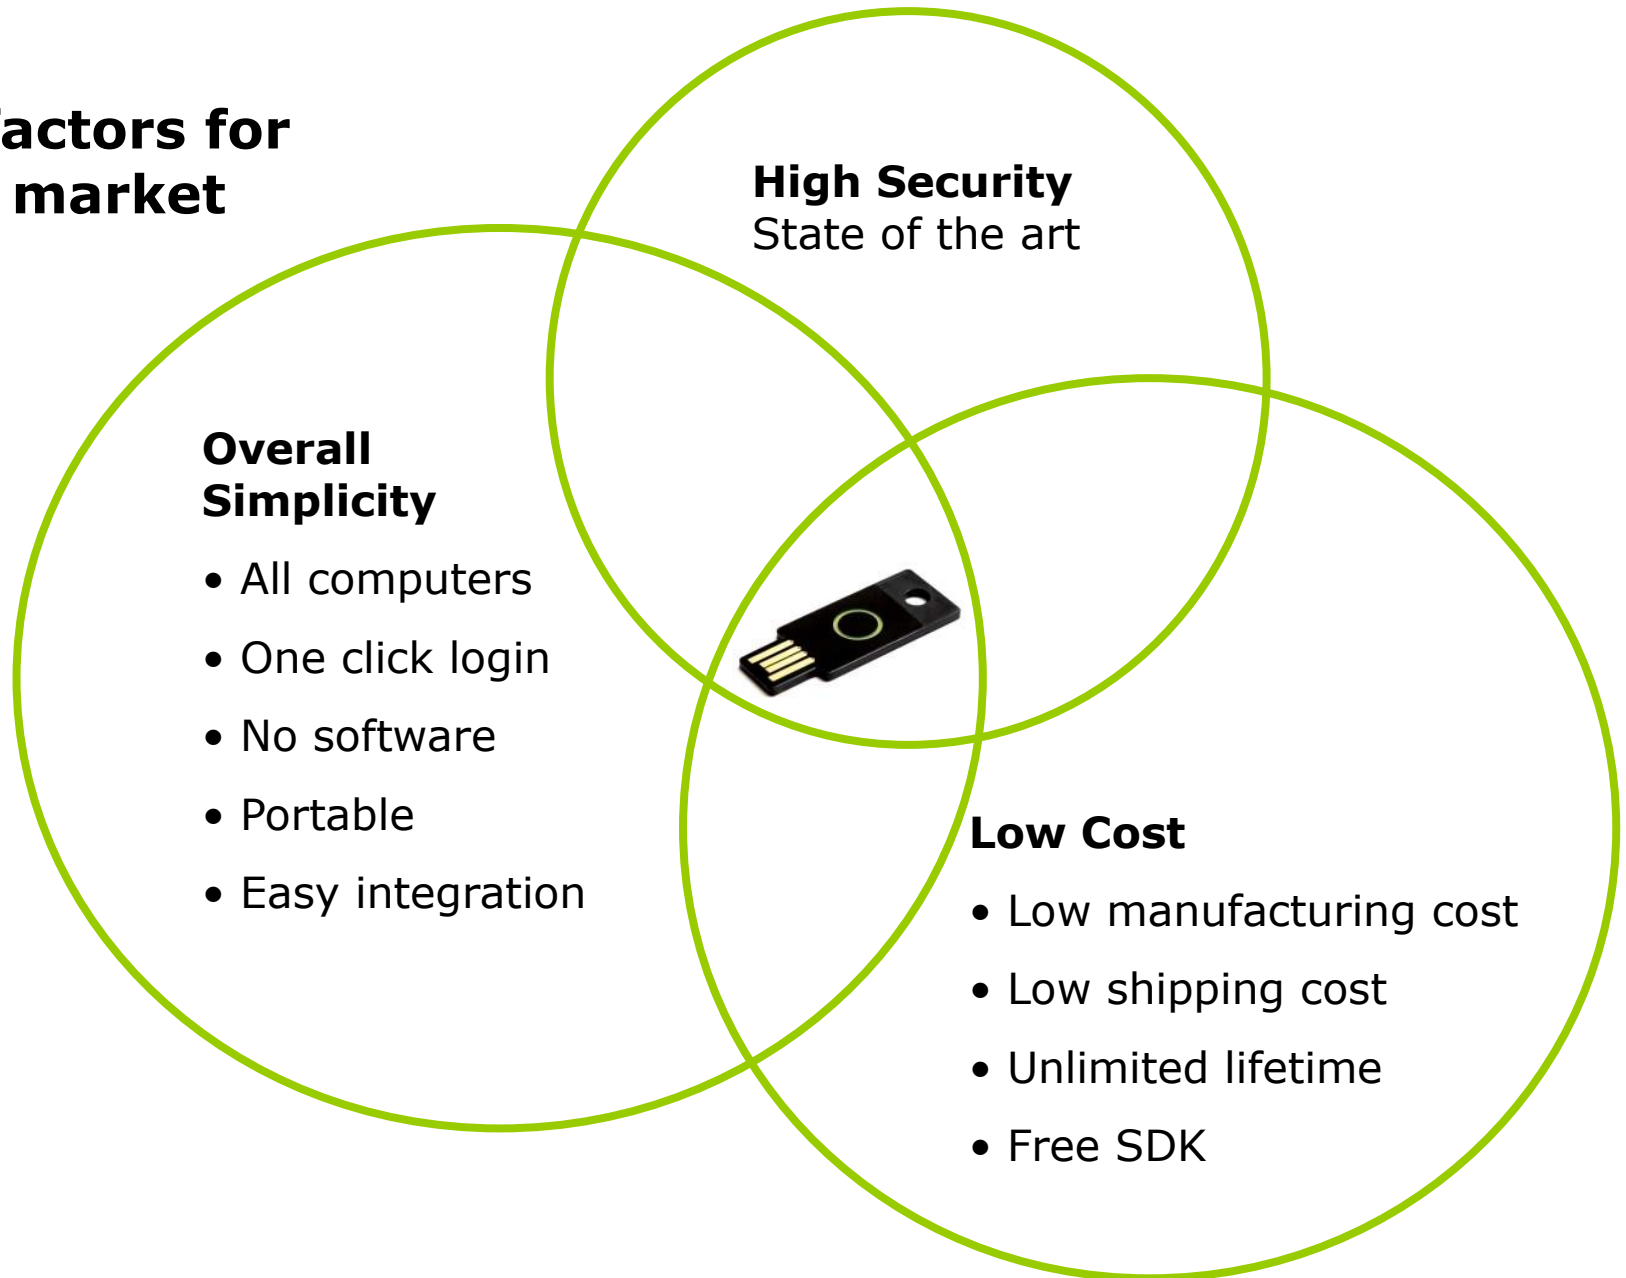 actors for
market
High Security
State of the art
Overall
Simplicity
• All computers
• One click login
• No software
• Portable
• Easy integration
Low Cost
• Low manufacturing cost
• Low shipping cost
• Unlimited lifetime
• Free SDK